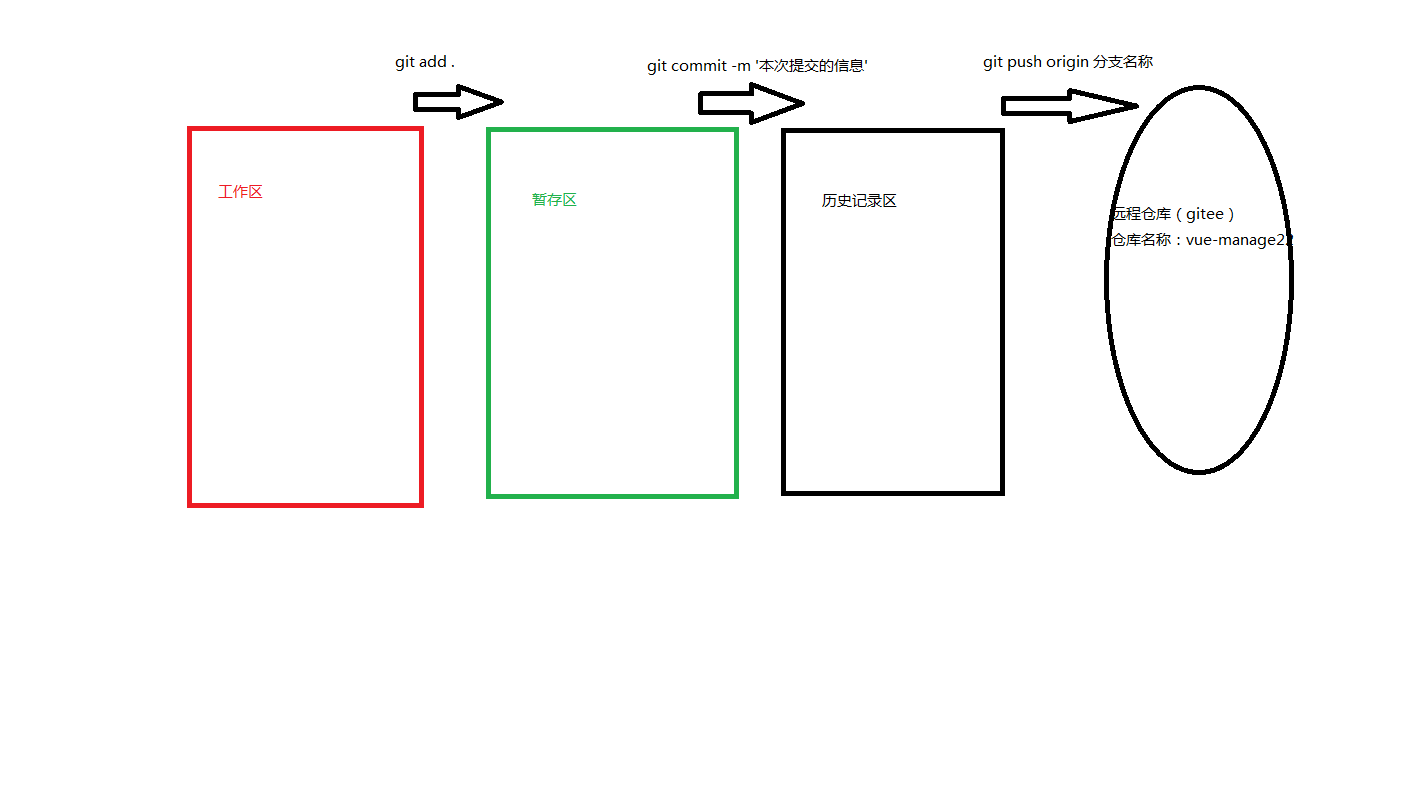 git add .
git commit -m '本次提交的信息'
git push origin 分支名称
工作区
暂存区
历史记录区
远程仓库（gitee）
仓库名称：vue-manage22